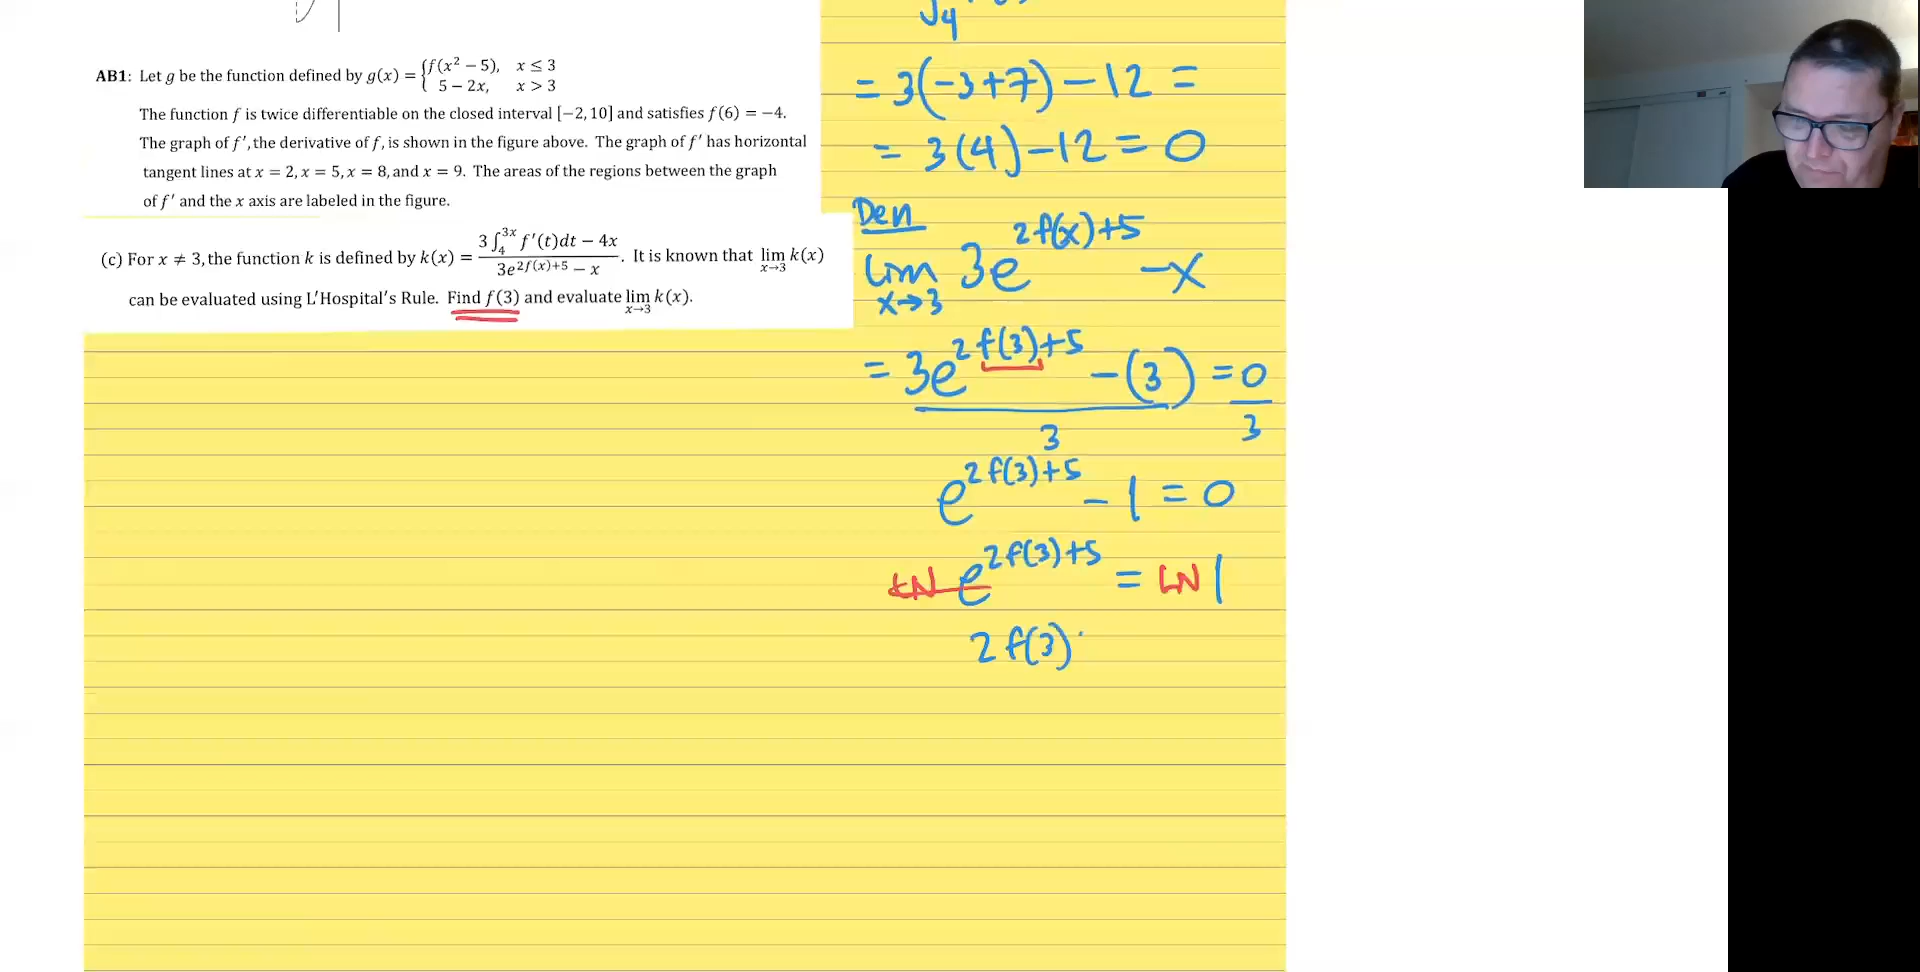 AB1: Let g be the function defined by g(x) = { f(x² − 5), x ≤ 3
5 − 2x, x > 3
The function f is twice differentiable on the closed interval [−2, 10] and satisfies f(6) = −4.
The graph of f′, the derivative of f, is shown in the figure above. The graph of f′ has horizontal
tangent lines at x = 2, x = 5, x = 8, and x = 9. The areas of the regions between the graph
of f′ and the x axis are labeled in the figure.
(c) For x ≠ 3, the function k is defined by k(x) = (3 ∫₄³ˣ f′(t)dt − 4x) / (3e^(2f(x)+5) − x). It is known that lim x→3 k(x)
can be evaluated using L′Hospital's Rule. Find f(3) and evaluate lim x→3 k(x).
= 3(-3+7) - 12 =
= 3(4) - 12 = 0
Den
lim x→3 3e^(2f(x)+5) - x
= 3e^(2f(3)+5) - (3) = 0
3 3
e^(2f(3)+5) - 1 = 0
LN e^(2f(3)+5) = LN 1
2f(3)